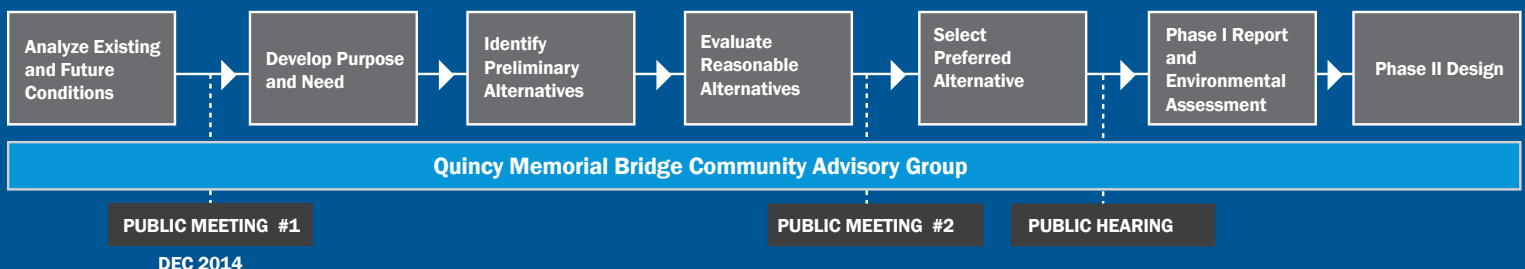 Analyze Existing
and Future
Conditions
Develop Purpose
and Need
Identify
Preliminary
Alternatives
Evaluate
Reasonable
Alternatives
Select
Preferred
Alternative
Phase I Report
and
Environmental
Assessment
Phase II Design
Quincy Memorial Bridge Community Advisory Group
PUBLIC MEETING #1
PUBLIC MEETING #2
PUBLIC HEARING
DEC 2014